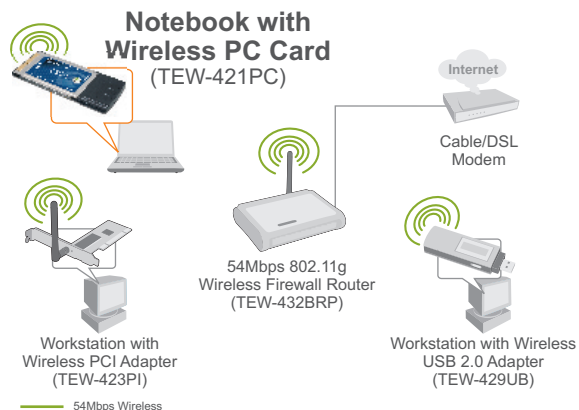 Notebook with
Wireless PC Card
(TEW-421PC)
Internet
Cable/DSL
Modem
54Mbps 802.11g
Wireless Firewall Router
(TEW-432BRP)
Workstation with
Wireless PCI Adapter
(TEW-423PI)
Workstation with Wireless
USB 2.0 Adapter
(TEW-429UB)
54Mbps Wireless